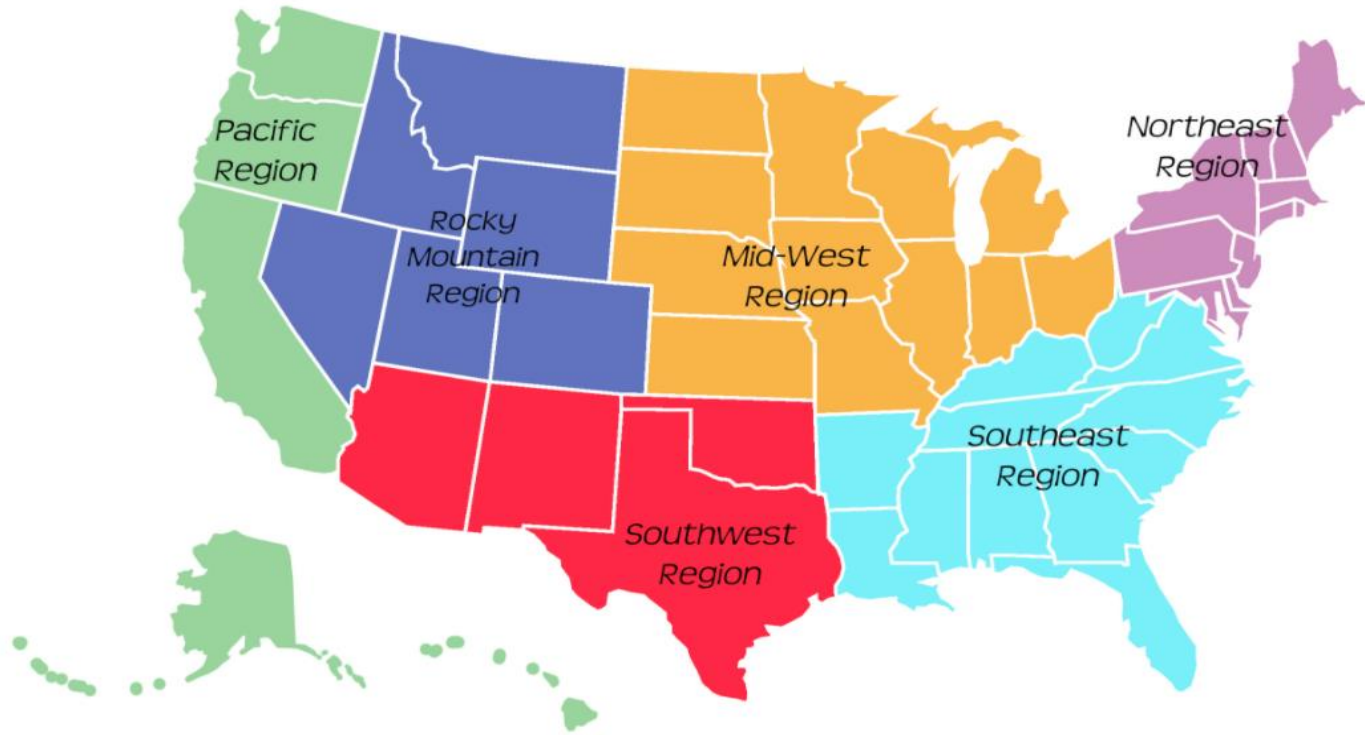 Pacific
Region
Rocky
Mountain
Region
Mid-West
Region
Northeast
Region
Southeast
Region
Southwest
Region